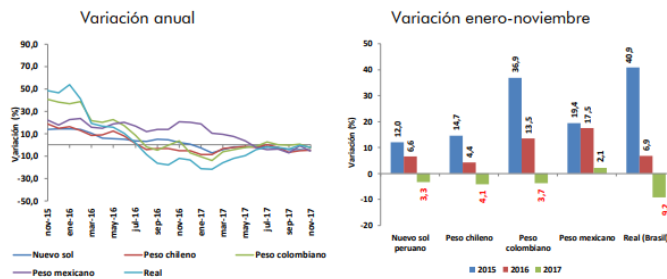 Variación anual
90,0
70,0
50,0
30,0
10,0
-10,0
-30,0
-50,0
Variación (%)
nov-15
ene-16
mar-16
may-16
jul-16
sep-16
nov-16
ene-17
mar-17
may-17
jul-17
sep-17
nov-17
Nuevo sol
Peso chileno
Peso colombiano
Peso mexicano
Real
Variación enero-noviembre
50
40
30
20
10
0
-10
-20
Variación (%)
12,0
6,6
3,3
14,7
4,4
4,1
36,9
13,5
3,7
19,4
17,5
2,1
40,9
6,9
9,2
Nuevo sol peruano
Peso chileno
Peso colombiano
Peso mexicano
Real (Brasil)
2015
2016
2017